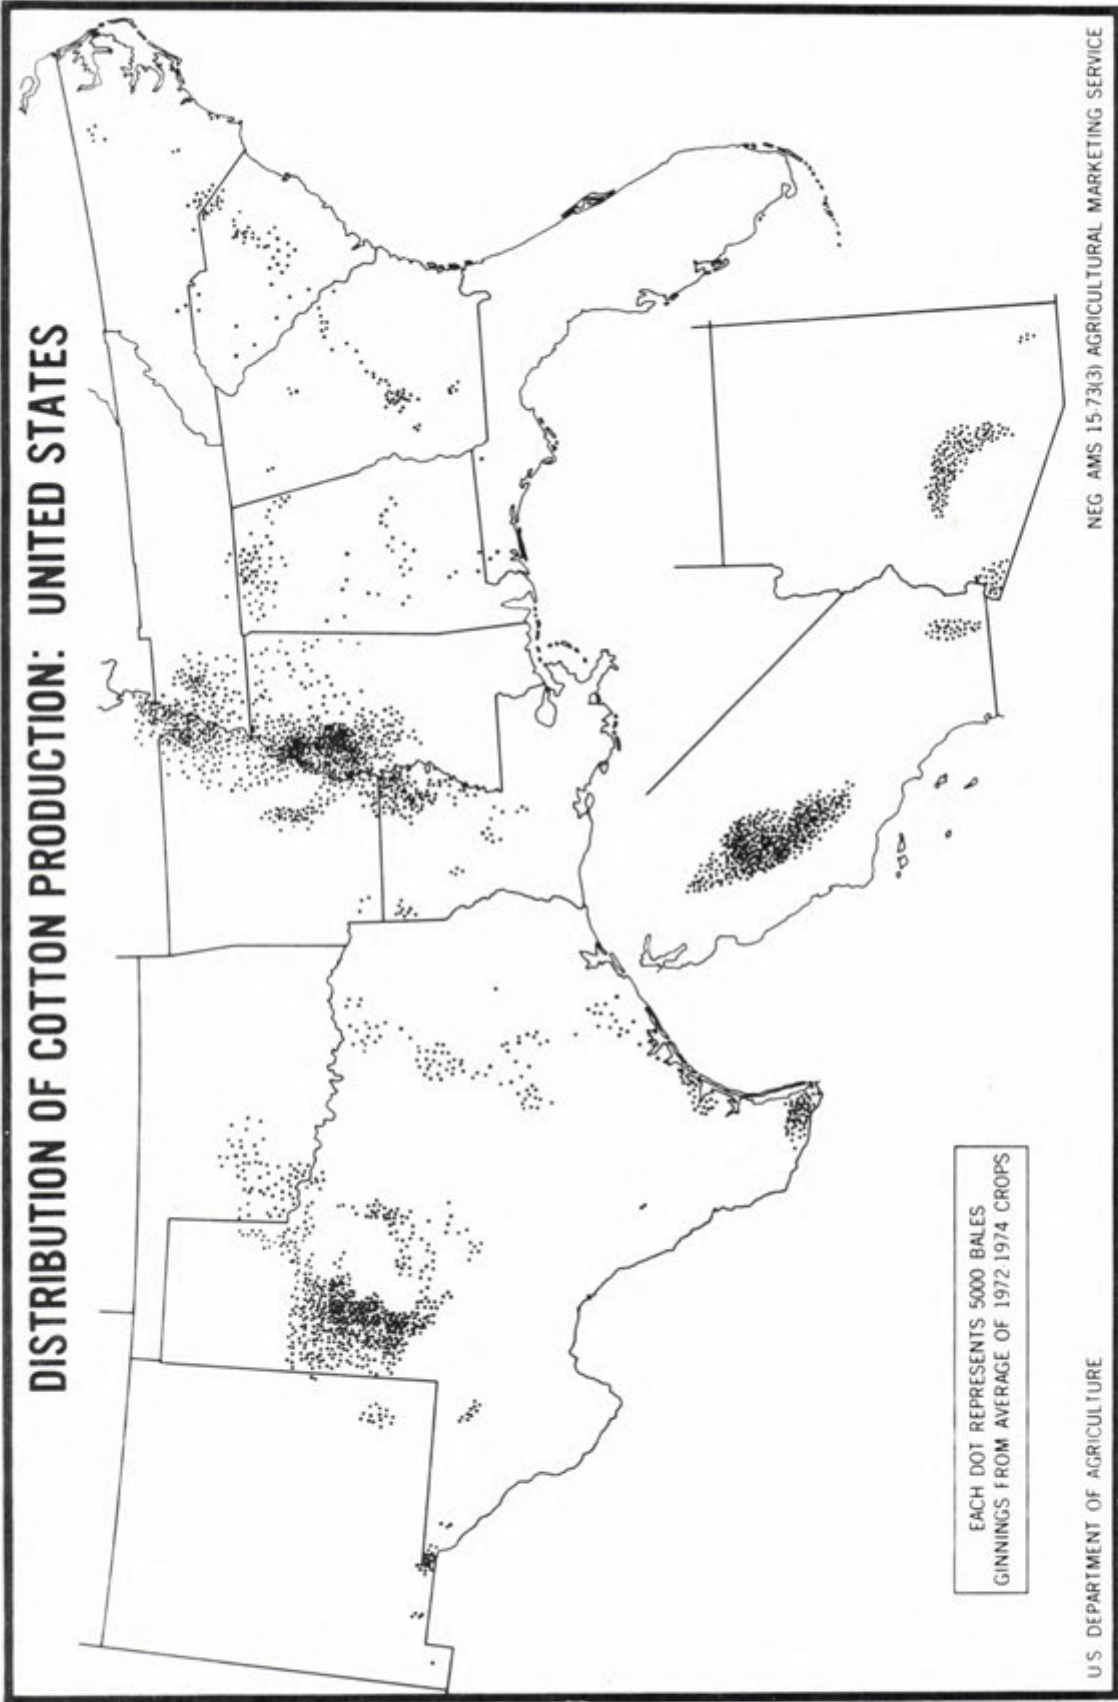 DISTRIBUTION OF COTTON PRODUCTION: UNITED STATES
EACH DOT REPRESENTS 5000 BALES
GINNINGS FROM AVERAGE OF 1972-1974 CROPS
U S DEPARTMENT OF AGRICULTURE
NEG AMS 15-73(3) AGRICULTURAL MARKETING SERVICE